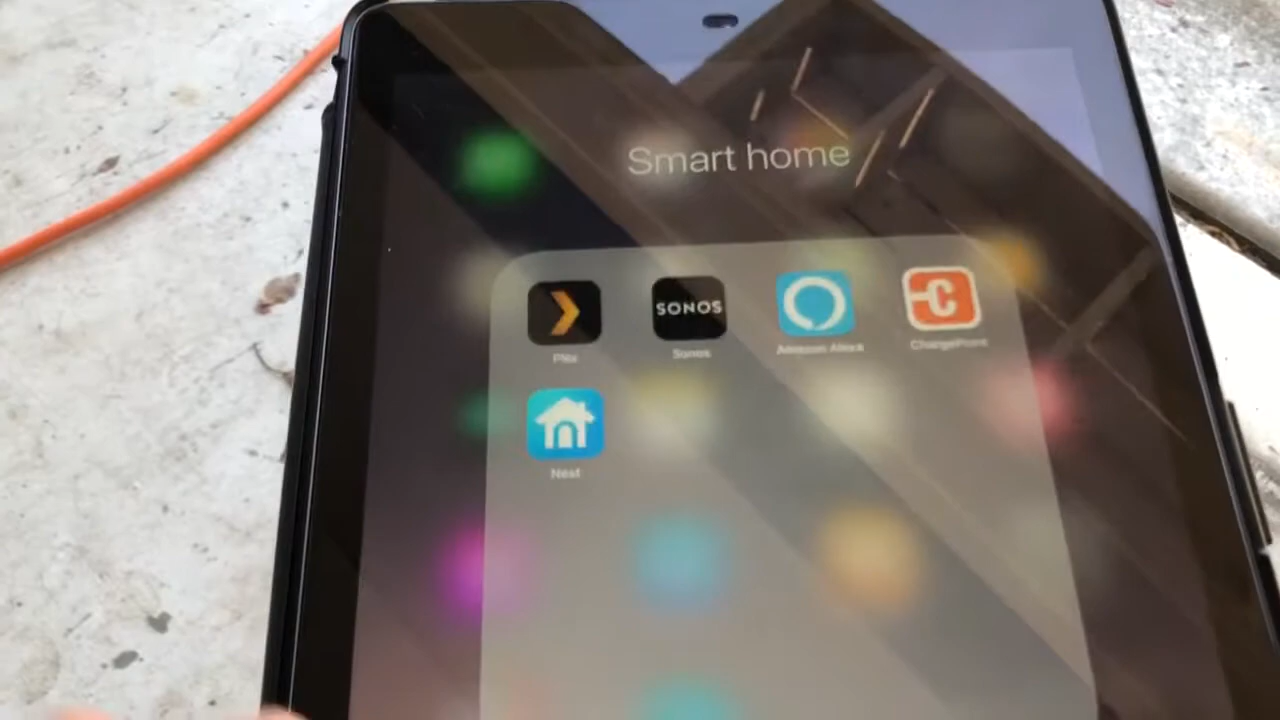 Smart home
SONOS
C
Plex
Sonos
Amazon Alexa
ChargePoint
Nest